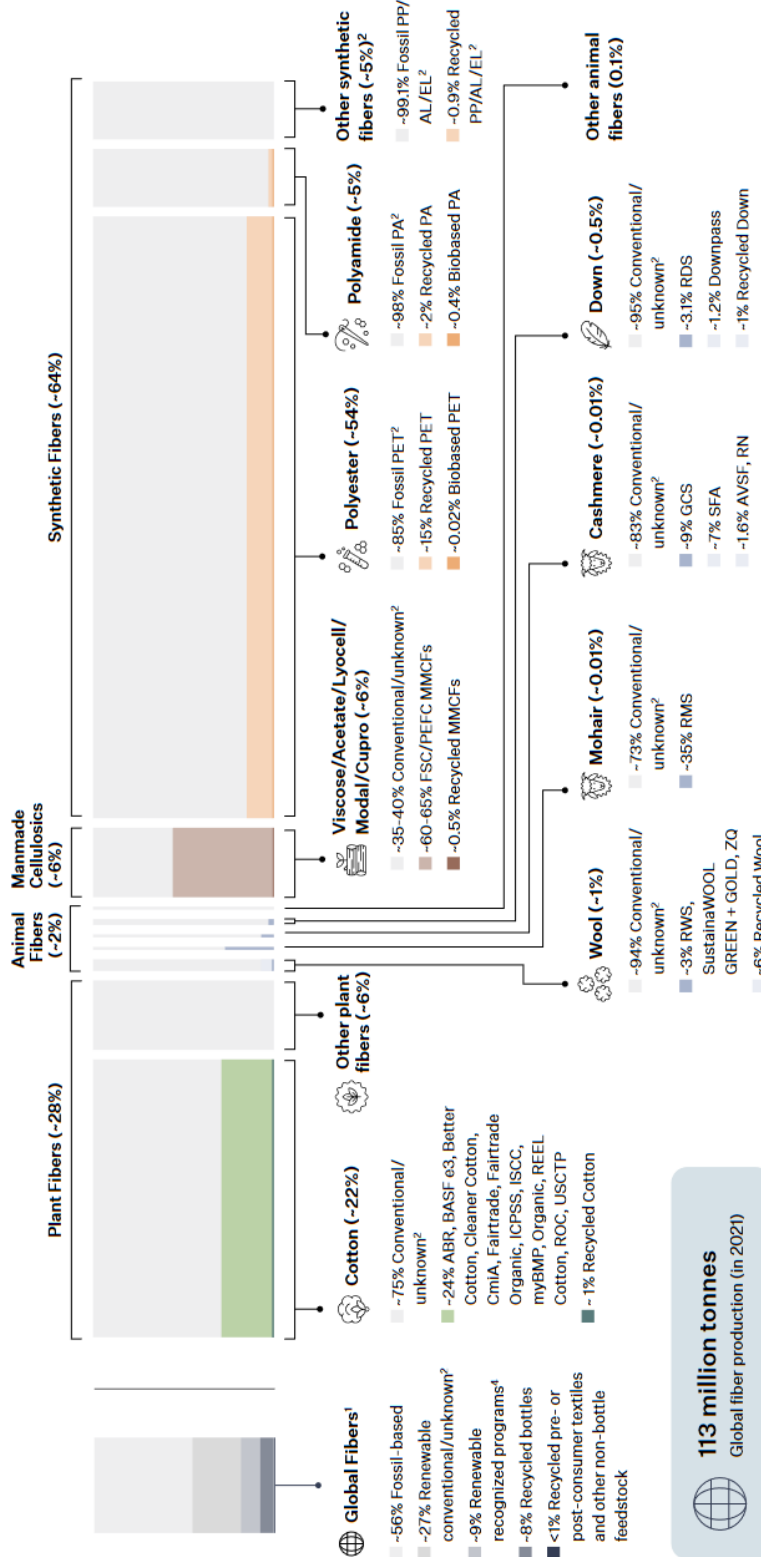 Plant Fibers (~28%)
Animal
Fibers
(~2%)
Manmade
Cellulosics
(~6%)
Synthetic Fibers (~64%)
Global Fibers¹
~56% Fossil-based
~27% Renewable
conventional/unknown²
~9% Renewable
recognized programs⁴
~8% Recycled bottles
<1% Recycled pre- or
post-consumer textiles
and other non-bottle
feedstock
Cotton (~22%)
~75% Conventional/
unknown²
~24% ABR, BASF e3, Better
Cotton, Cleaner Cotton,
CmiA, Fairtrade, Fairtrade
Organic, ICPSS, ISCC,
myBMP, Organic, REEL
Cotton, ROC, USCTP
~1% Recycled Cotton
Other plant
fibers (~6%)
Viscose/Acetate/Lyocell/
Modal/Cupro (~6%)
~35-40% Conventional/unknown²
~60-65% FSC/PEFC MMCFs
~0.5% Recycled MMCFs
Polyester (~54%)
~85% Fossil PET²
~15% Recycled PET
~0.02% Biobased PET
Polyamide (~5%)
~98% Fossil PA²
~2% Recycled PA
~0.4% Biobased PA
Other synthetic
fibers (~5%)²
~99.1% Fossil PP/
AL/EL²
~0.9% Recycled
PP/AL/EL²
Wool (~1%)
~94% Conventional/
unknown²
~3% RWS,
SustainaWOOL
GREEN + GOLD, ZQ
~6% Recycled Wool
Mohair (~0.01%)
~73% Conventional/
unknown²
~35% RMS
Cashmere (~0.01%)
~83% Conventional/
unknown²
~9% GCS
~7% SFA
~1.6% AVSF, RN
Down (~0.5%)
~95% Conventional/
unknown²
~3.1% RDS
~1.2% Downpass
~1% Recycled Down
Other animal
fibers (0.1%)
113 million tonnes
Global fiber production (in 2021)